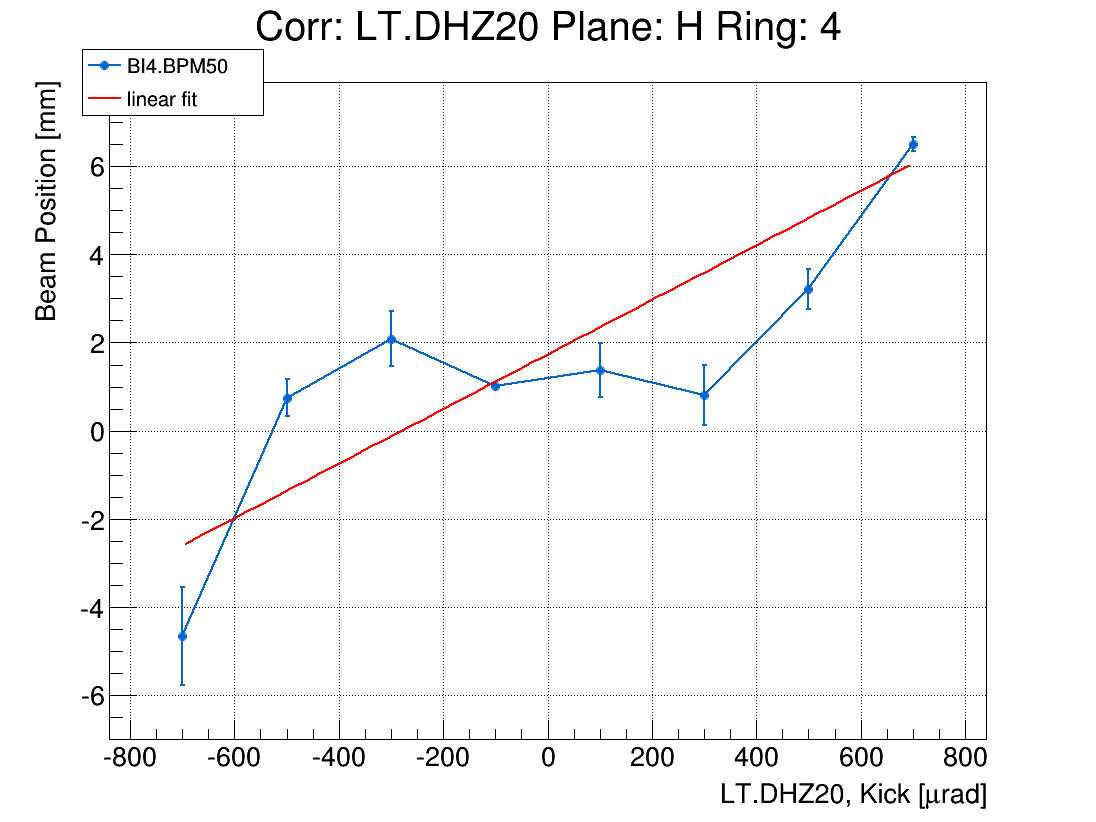 Corr: LT.DHZ20 Plane: H Ring: 4
BI4.BPM50
linear fit
Beam Position [mm]
6
4
2
0
-2
-4
-6
-800 -600 -400 -200 0 200 400 600 800
LT.DHZ20, Kick [μrad]